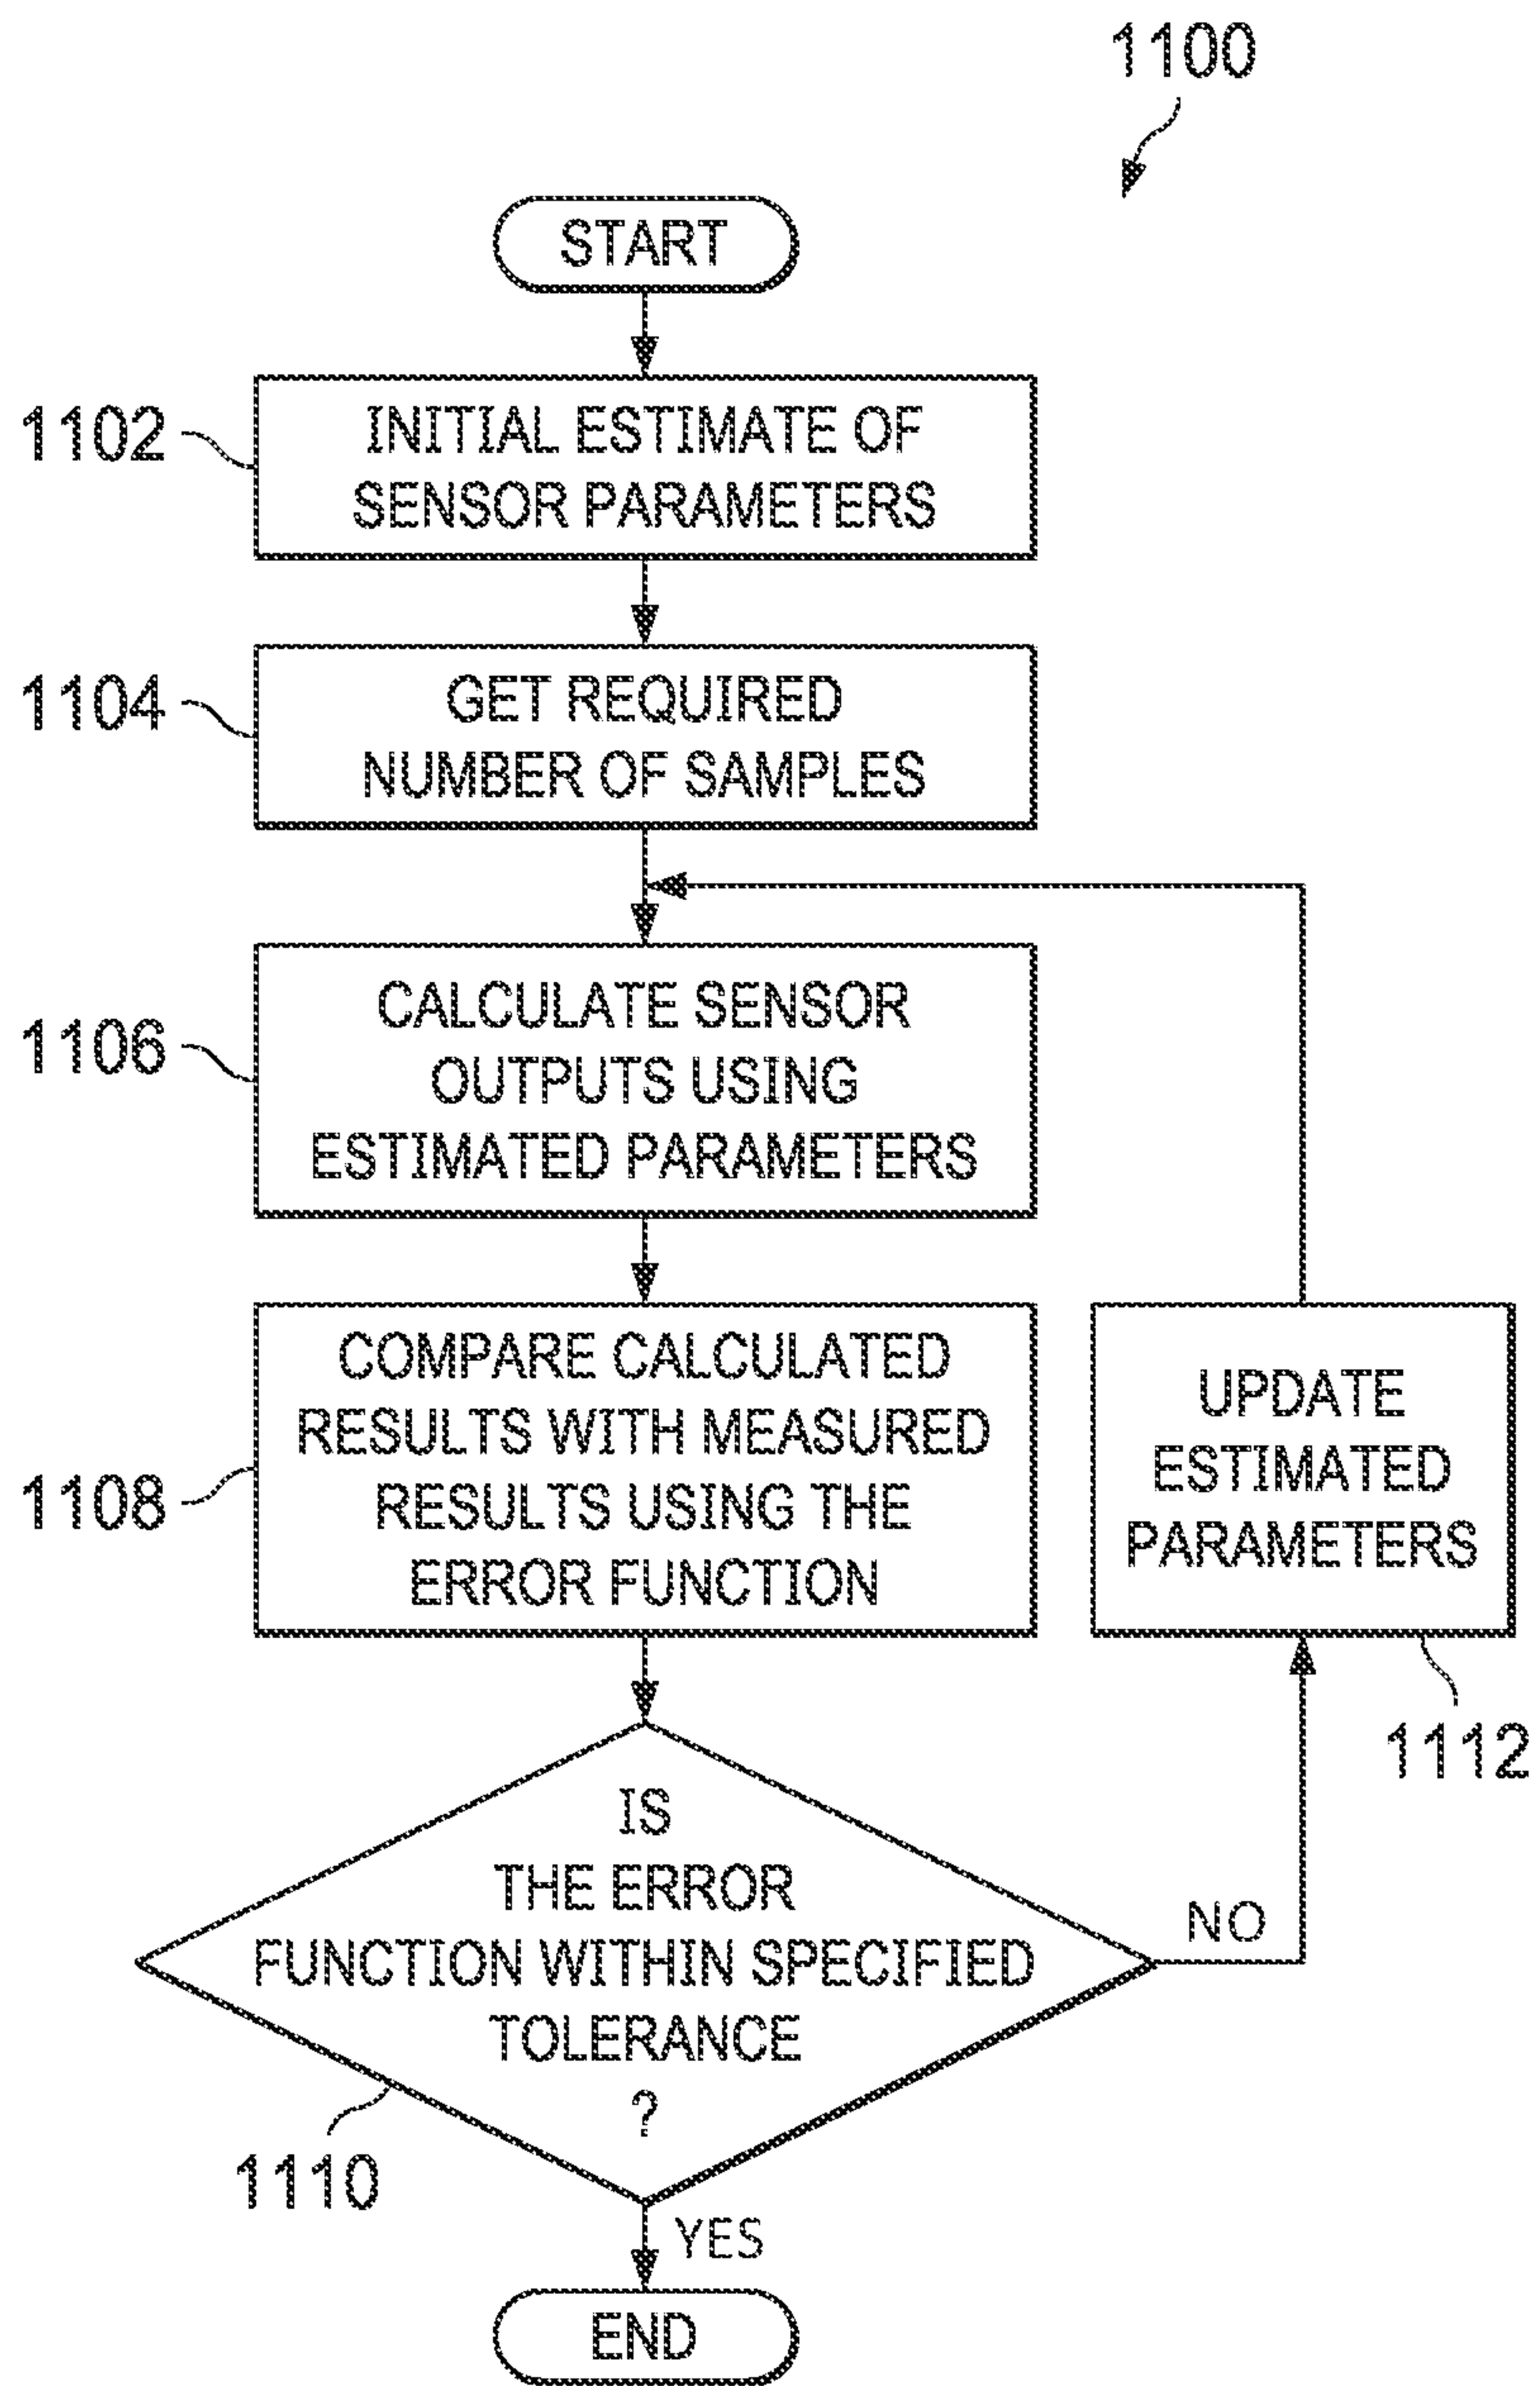 1100
START
1102
INITIAL ESTIMATE OF
SENSOR PARAMETERS
1104
GET REQUIRED
NUMBER OF SAMPLES
1106
CALCULATE SENSOR
OUTPUTS USING
ESTIMATED PARAMETERS
1108
COMPARE CALCULATED
RESULTS WITH MEASURED
RESULTS USING THE
ERROR FUNCTION
UPDATE
ESTIMATED
PARAMETERS
1112
IS
THE ERROR
FUNCTION WITHIN SPECIFIED
TOLERANCE
?
NO
1110
YES
END